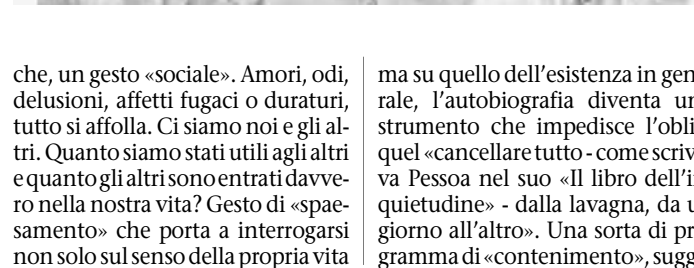 che, un gesto «sociale». Amori, odi,
delusioni, affetti fugaci o duraturi,
tutto si affolla. Ci siamo noi e gli al-
tri. Quanto siamo stati utili agli altri
e quanto gli altri sono entrati davve-
ro nella nostra vita? Gesto di «spae-
samento» che porta a interrogarsi
non solo sul senso della propria vita
ma su quello dell'esistenza in gen
rale, l'autobiografia diventa un
strumento che impedisce l'obli
quel «cancellare tutto - come scriv
va Pessoa nel suo «Il libro dell'i
quietudine» - dalla lavagna, da u
giorno all'altro». Una sorta di pr
gramma di «contenimento», sugg